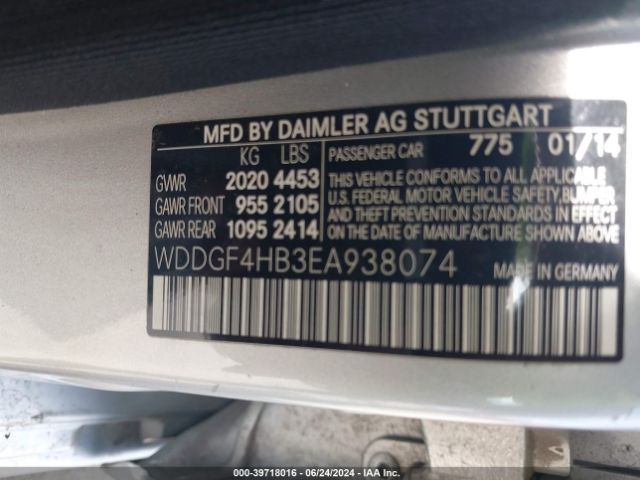 MFD BY DAIMLER AG STUTTGART
KG LBS PASSENGER CAR 775 01/14
GVWR 2020 4453 THIS VEHICLE CONFORMS TO ALL APPLICABLE
U.S. FEDERAL MOTOR VEHICLE SAFETY, BUMPER
GAWR FRONT 955 2105 AND THEFT PREVENTION STANDARDS IN EFFECT
GAWR REAR 1095 2414 ON THE DATE OF MANUFACTURE SHOWN ABOVE.
WDDGF4HB3EA938074 MADE IN GERMANY
000-39718016 - 06/24/2024 - IAA Inc.